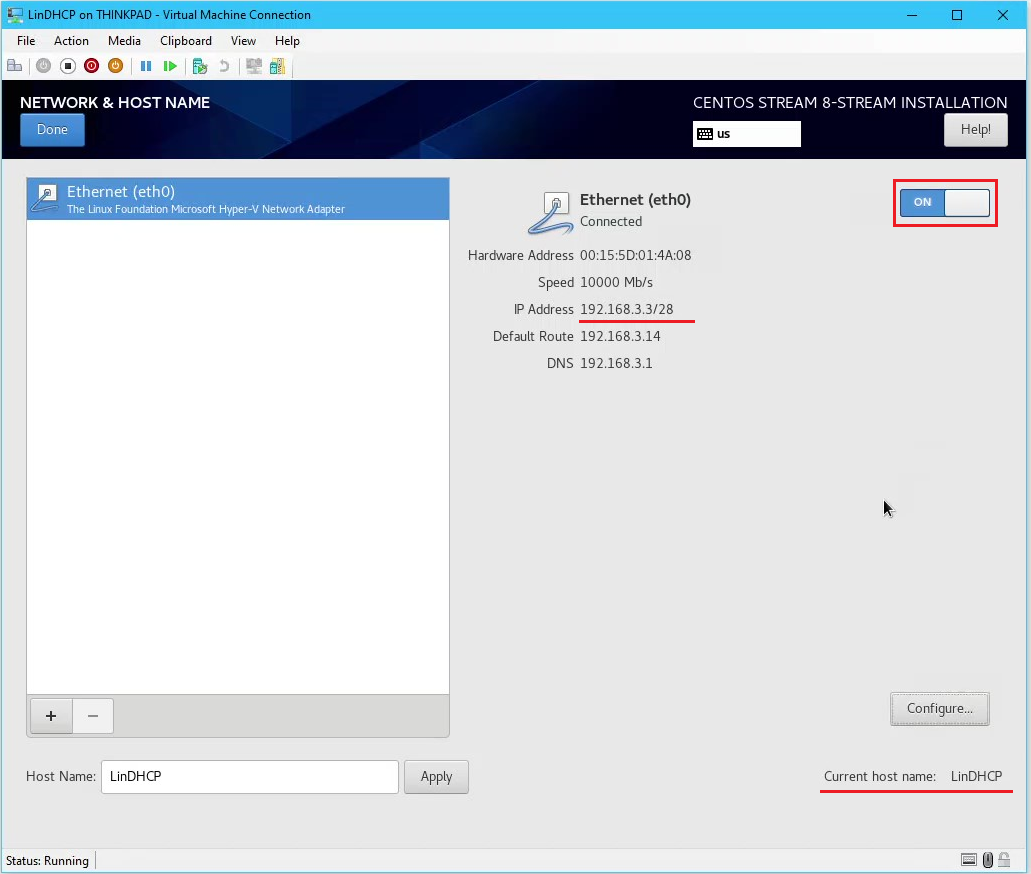 LinDHCP on THINKPAD - Virtual Machine Connection
File Action Media Clipboard View Help
NETWORK & HOST NAME
Done
CENTOS STREAM 8-STREAM INSTALLATION
us
Help!
Ethernet (eth0)
The Linux Foundation Microsoft Hyper-V Network Adapter
Ethernet (eth0)
Connected
ON
Hardware Address 00:15:5D:01:4A:08
Speed 10000 Mb/s
IP Address 192.168.3.3/28
Default Route 192.168.3.14
DNS 192.168.3.1
+ −
Configure...
Host Name: LinDHCP Apply
Current host name: LinDHCP
Status: Running